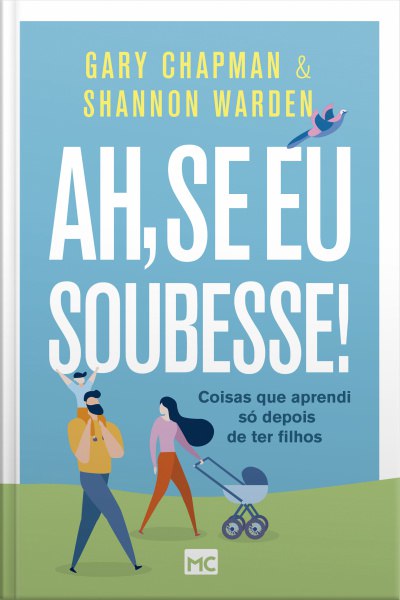 GARY CHAPMAN &
SHANNON WARDEN
AH, SE EU
SOUBESSE!
Coisas que aprendi
só depois
de ter filhos
MC